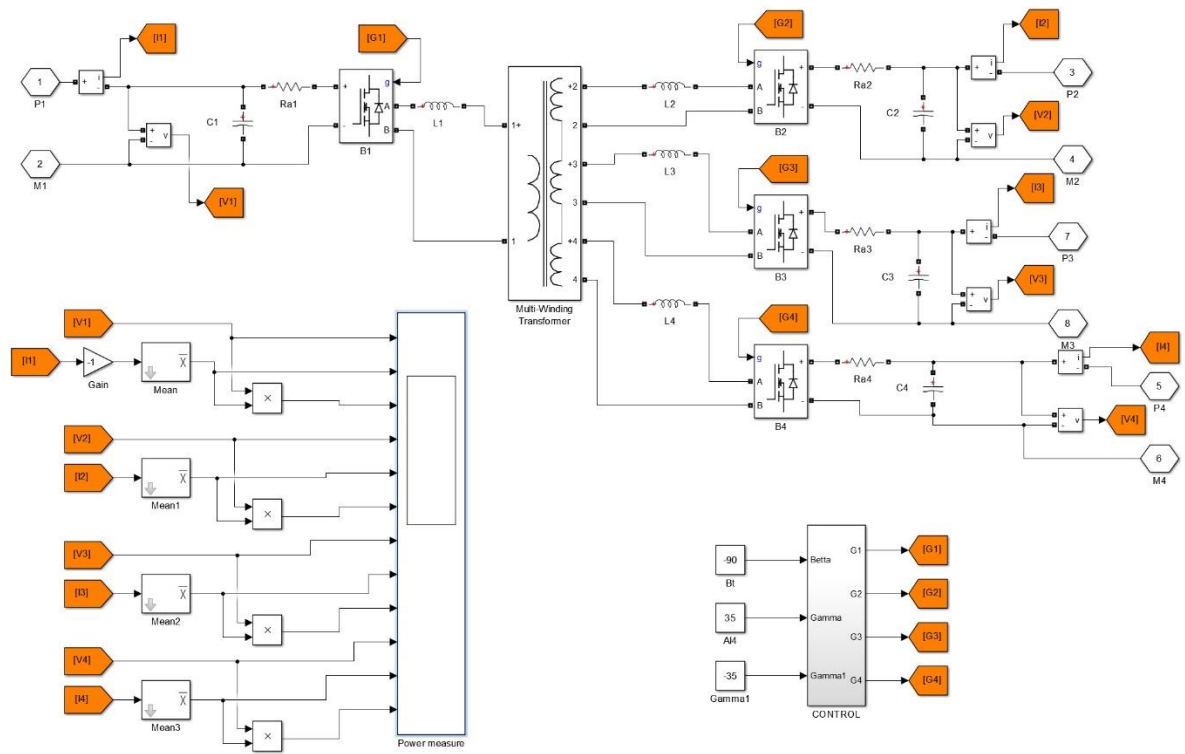 [I1]
[G1]
[G2]
[I2]
1
P1
+
i
-
Ra1
C1
+
v
-
2
M1
[V1]
+
-
g
A
B
B1
L1
1+
1
+2
2
+3
3
+4
4
Multi-Winding
Transformer
L2
L3
L4
g
A
B
+
-
B2
Ra2
C2
+
i
-
3
P2
+
v
-
[V2]
4
M2
[G3]
g
A
B
+
-
B3
Ra3
C3
[I3]
+
i
-
7
P3
+
v
-
[V3]
8
M3
[G4]
g
A
B
+
-
B4
Ra4
C4
[I4]
+
i
-
5
P4
+
v
-
[V4]
6
M4
[V1]
[I1]
-1
Gain
X
Mean
×
[V2]
[I2]
X
Mean1
×
[V3]
[I3]
X
Mean2
×
[V4]
[I4]
X
Mean3
×
Power measure
-90
Bt
35
Al4
-35
Gamma1
Betta
Gamma
Gamma1
G1
G2
G3
G4
CONTROL
[G1]
[G2]
[G3]
[G4]